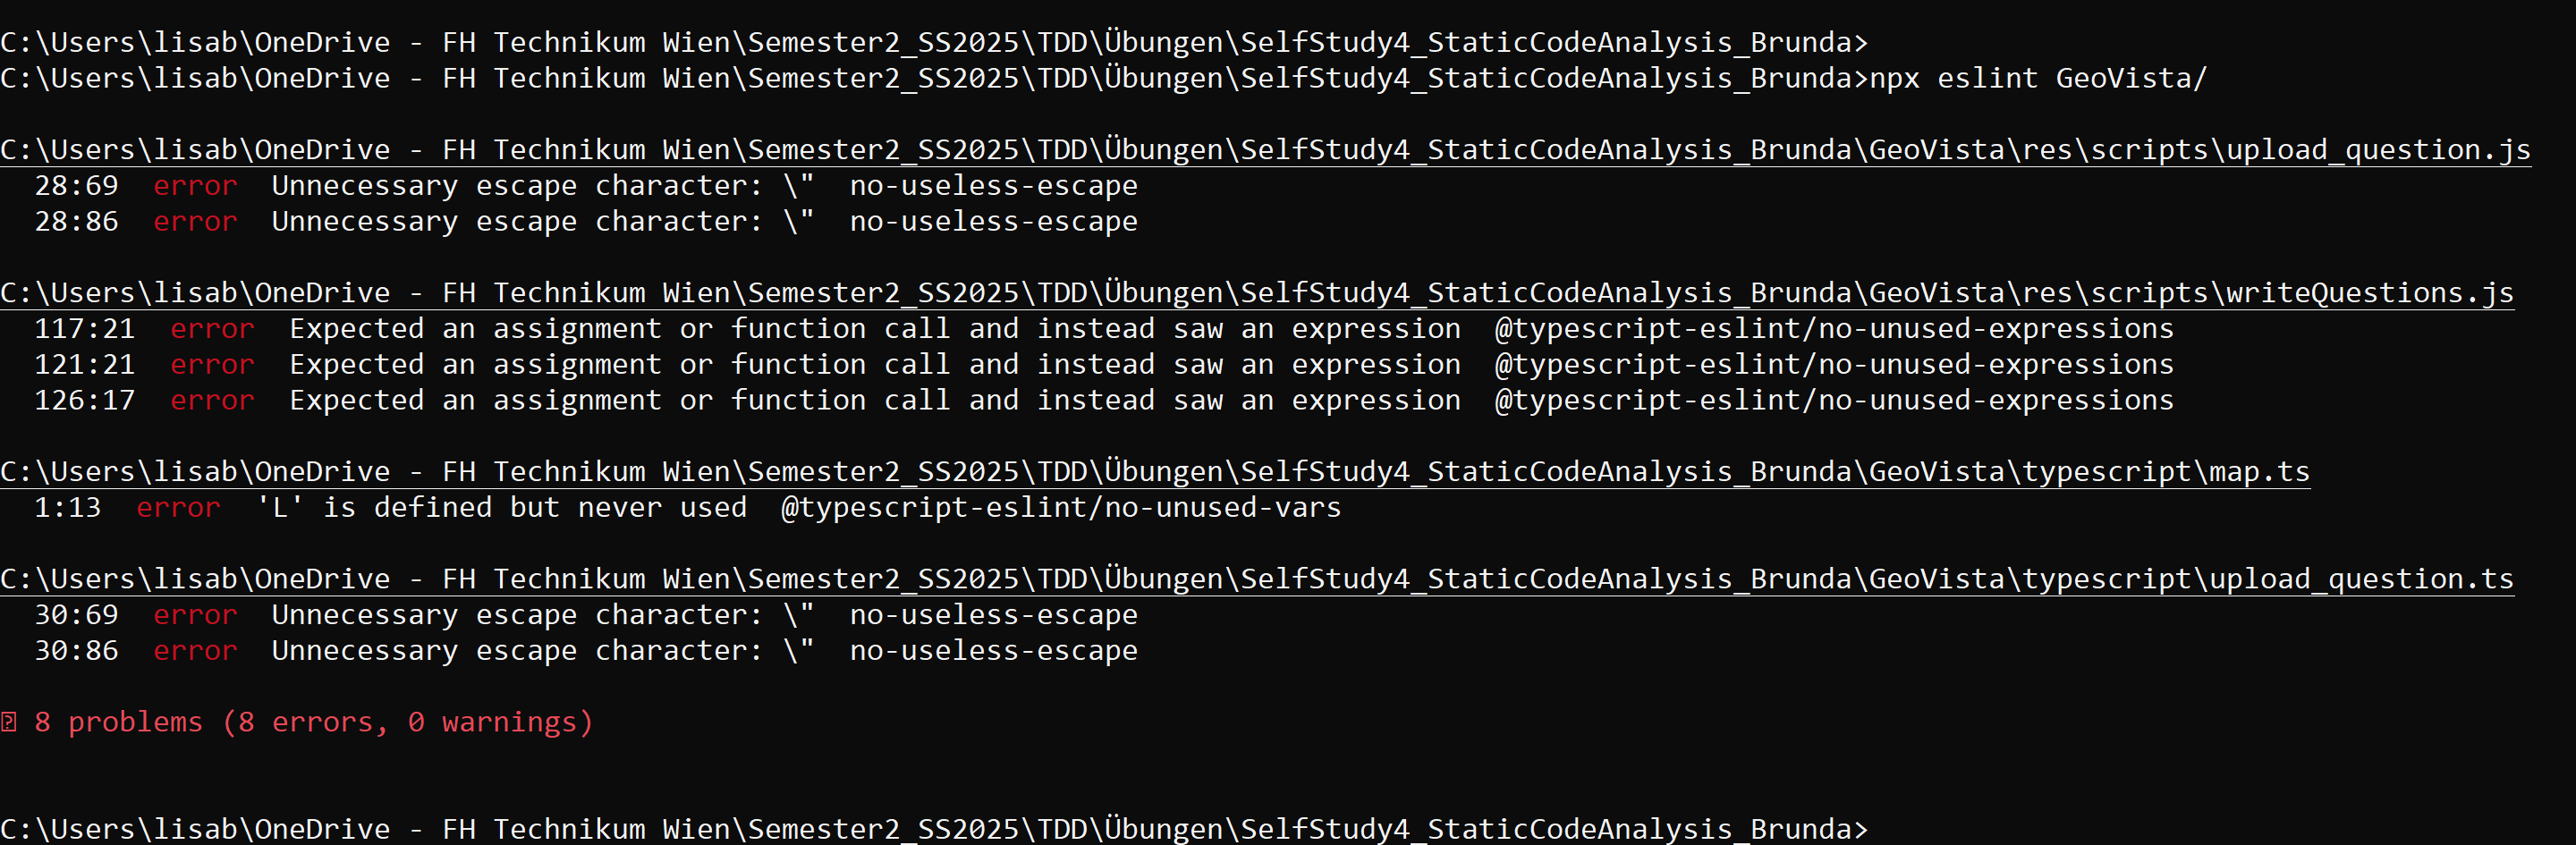 C:\Users\lisab\OneDrive - FH Technikum Wien\Semester2_SS2025\TDD\Übungen\SelfStudy4_StaticCodeAnalysis_Brunda>
C:\Users\lisab\OneDrive - FH Technikum Wien\Semester2_SS2025\TDD\Übungen\SelfStudy4_StaticCodeAnalysis_Brunda>npx eslint GeoVista/
C:\Users\lisab\OneDrive - FH Technikum Wien\Semester2_SS2025\TDD\Übungen\SelfStudy4_StaticCodeAnalysis_Brunda\GeoVista\res\scripts\upload_question.js
28:69  error  Unnecessary escape character: \"  no-useless-escape
28:86  error  Unnecessary escape character: \"  no-useless-escape
C:\Users\lisab\OneDrive - FH Technikum Wien\Semester2_SS2025\TDD\Übungen\SelfStudy4_StaticCodeAnalysis_Brunda\GeoVista\res\scripts\writeQuestions.js
117:21  error  Expected an assignment or function call and instead saw an expression  @typescript-eslint/no-unused-expressions
121:21  error  Expected an assignment or function call and instead saw an expression  @typescript-eslint/no-unused-expressions
126:17  error  Expected an assignment or function call and instead saw an expression  @typescript-eslint/no-unused-expressions
C:\Users\lisab\OneDrive - FH Technikum Wien\Semester2_SS2025\TDD\Übungen\SelfStudy4_StaticCodeAnalysis_Brunda\GeoVista\typescript\map.ts
1:13  error  'L' is defined but never used  @typescript-eslint/no-unused-vars
C:\Users\lisab\OneDrive - FH Technikum Wien\Semester2_SS2025\TDD\Übungen\SelfStudy4_StaticCodeAnalysis_Brunda\GeoVista\typescript\upload_question.ts
30:69  error  Unnecessary escape character: \"  no-useless-escape
30:86  error  Unnecessary escape character: \"  no-useless-escape
8 problems (8 errors, 0 warnings)
C:\Users\lisab\OneDrive - FH Technikum Wien\Semester2_SS2025\TDD\Übungen\SelfStudy4_StaticCodeAnalysis_Brunda>